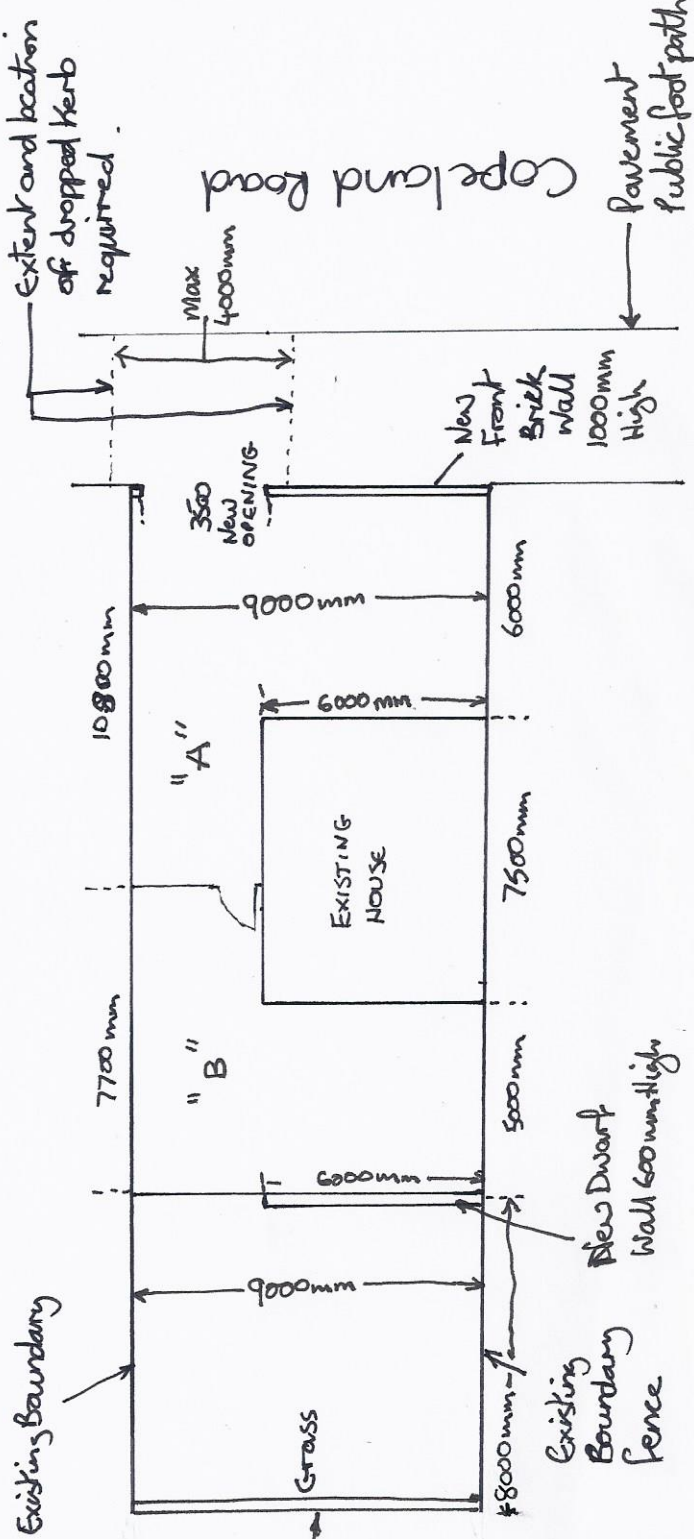 Extent and location
off dropped Kerb
required.
Copeland Road
Max
4000mm
Pavement
Public foot path
New
Front
Brick
Wall
1000mm
High
3500
New
OPENING
10800mm
9000mm
6000mm
"A"
6000mm
EXISTING
HOUSE
7500mm
7700mm
"B"
5000mm
6000mm
New Dwarf
Wall 600mm High
Existing Boundary
9000mm
Grass
*8000mm
Existing
Boundary
fence